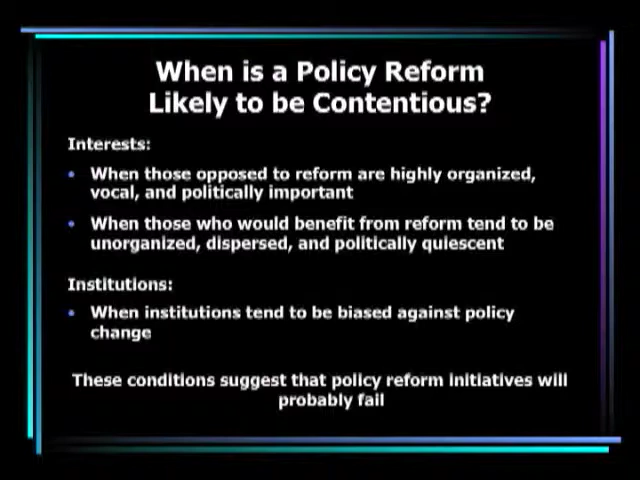 When is a Policy Reform
Likely to be Contentious?
Interests:
• When those opposed to reform are highly organized,
vocal, and politically important
• When those who would benefit from reform tend to be
unorganized, dispersed, and politically quiescent
Institutions:
• When institutions tend to be biased against policy
change
These conditions suggest that policy reform initiatives will
probably fail